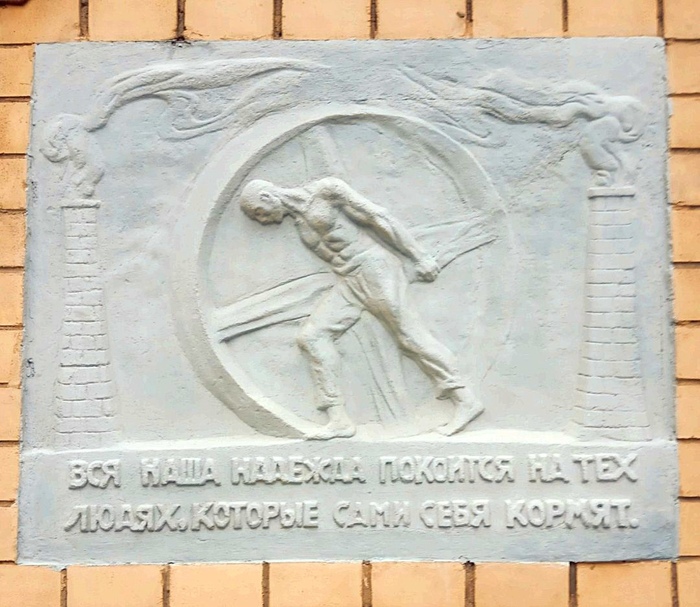 ВСЯ НАША НАДЕЖДА ПОКОИТСЯ НА ТЕХ
ЛЮДЯХ, КОТОРЫЕ САМИ СЕБЯ КОРМЯТ.